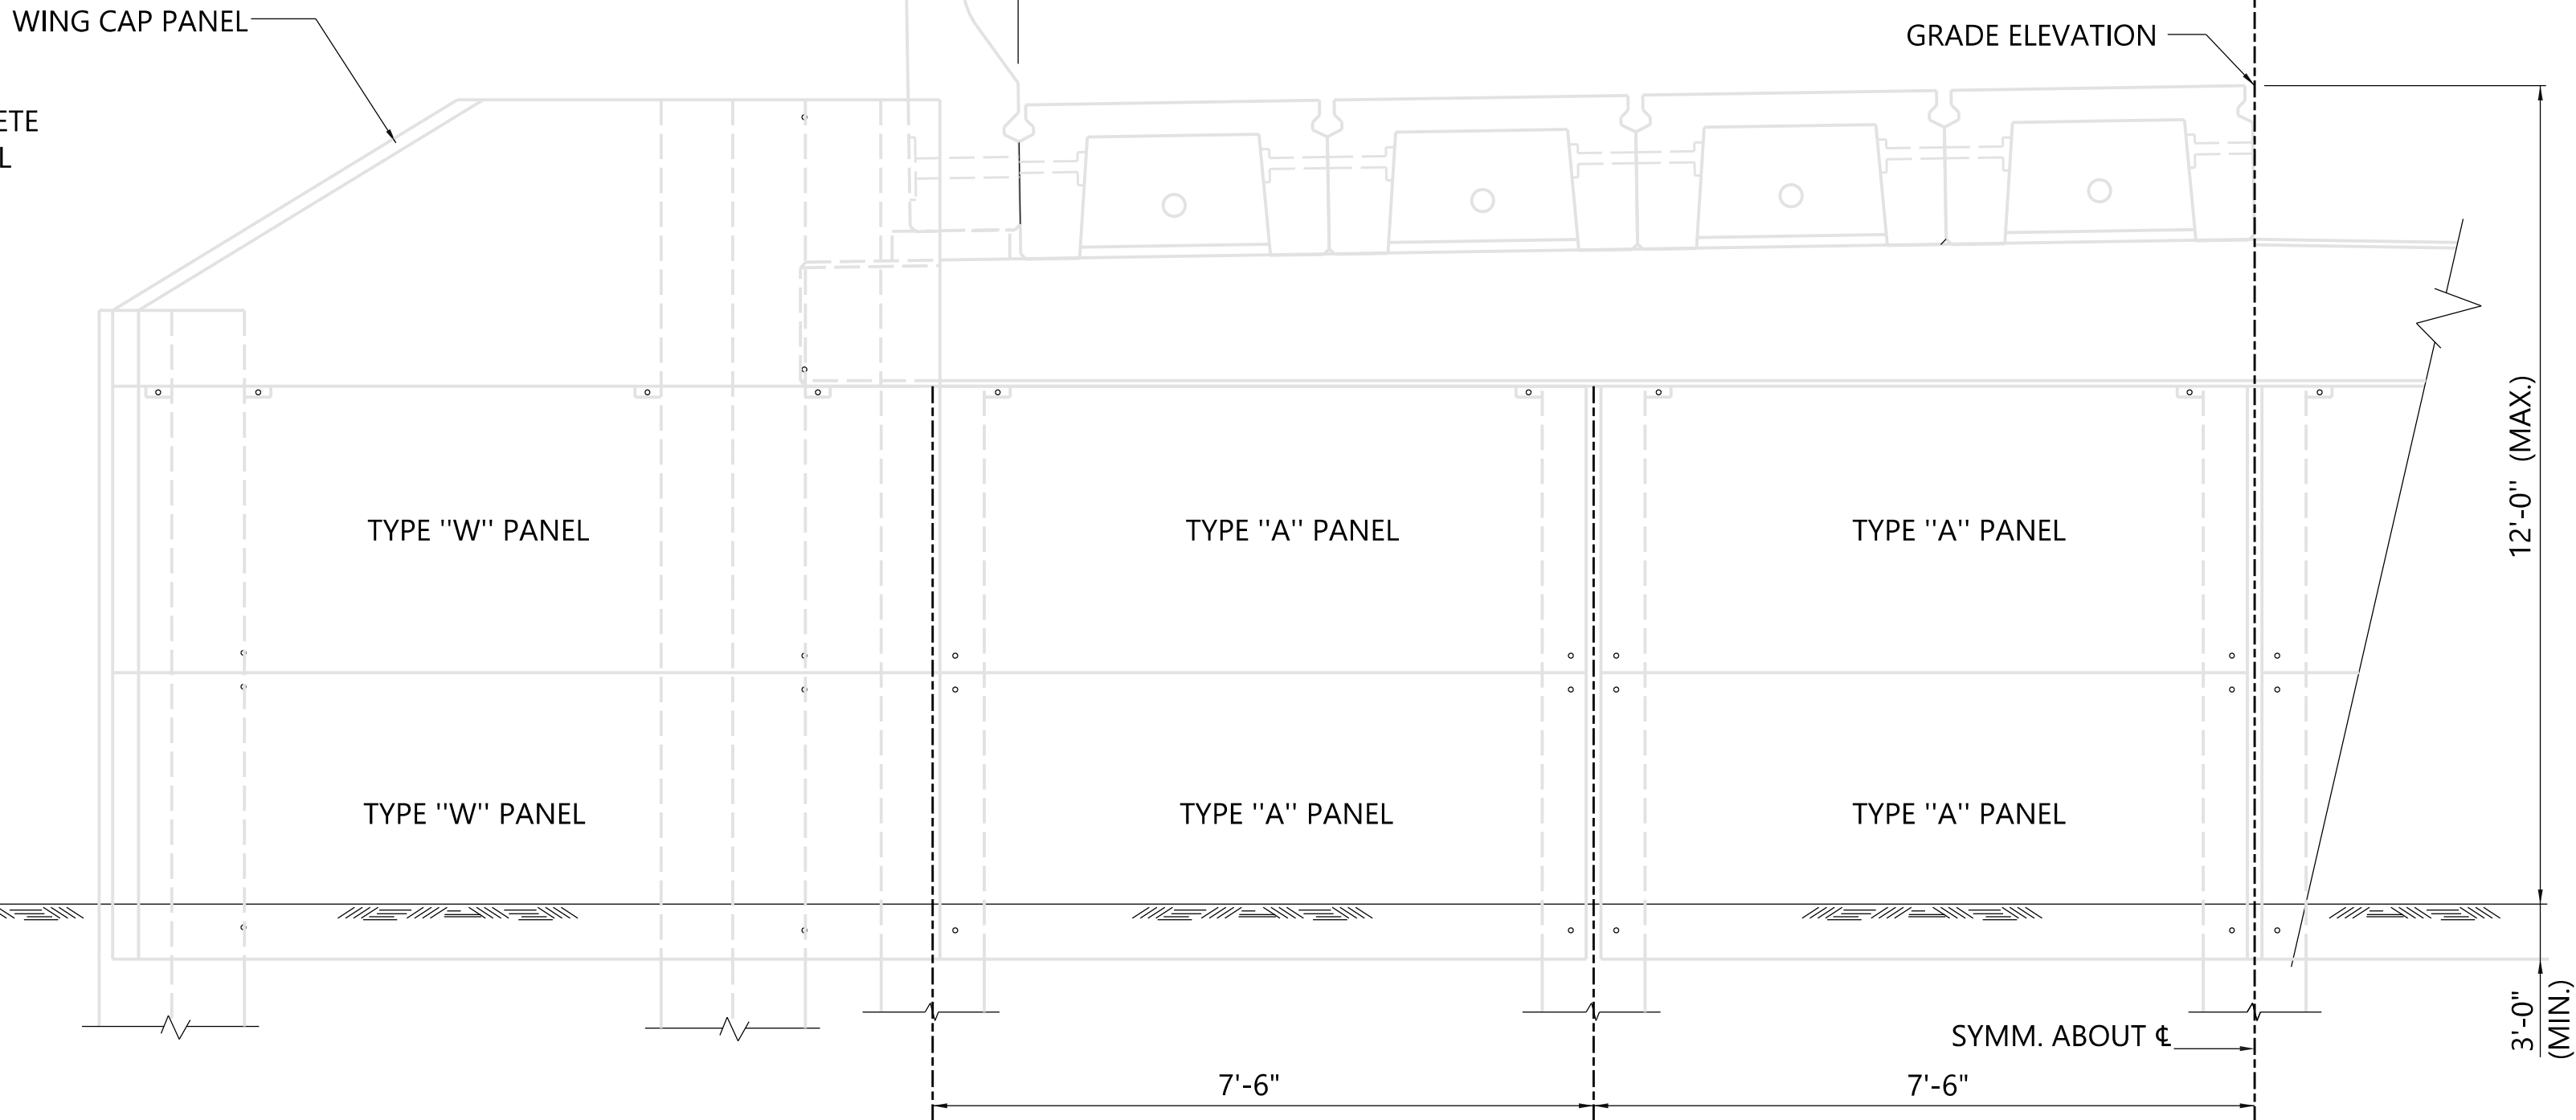 WING CAP PANEL
GRADE ELEVATION
ETE
L
12'-0" (MAX.)
TYPE "W" PANEL
TYPE "A" PANEL
TYPE "A" PANEL
TYPE "W" PANEL
TYPE "A" PANEL
TYPE "A" PANEL
3'-0"
(MIN.)
SYMM. ABOUT ℄
7'-6"
7'-6"